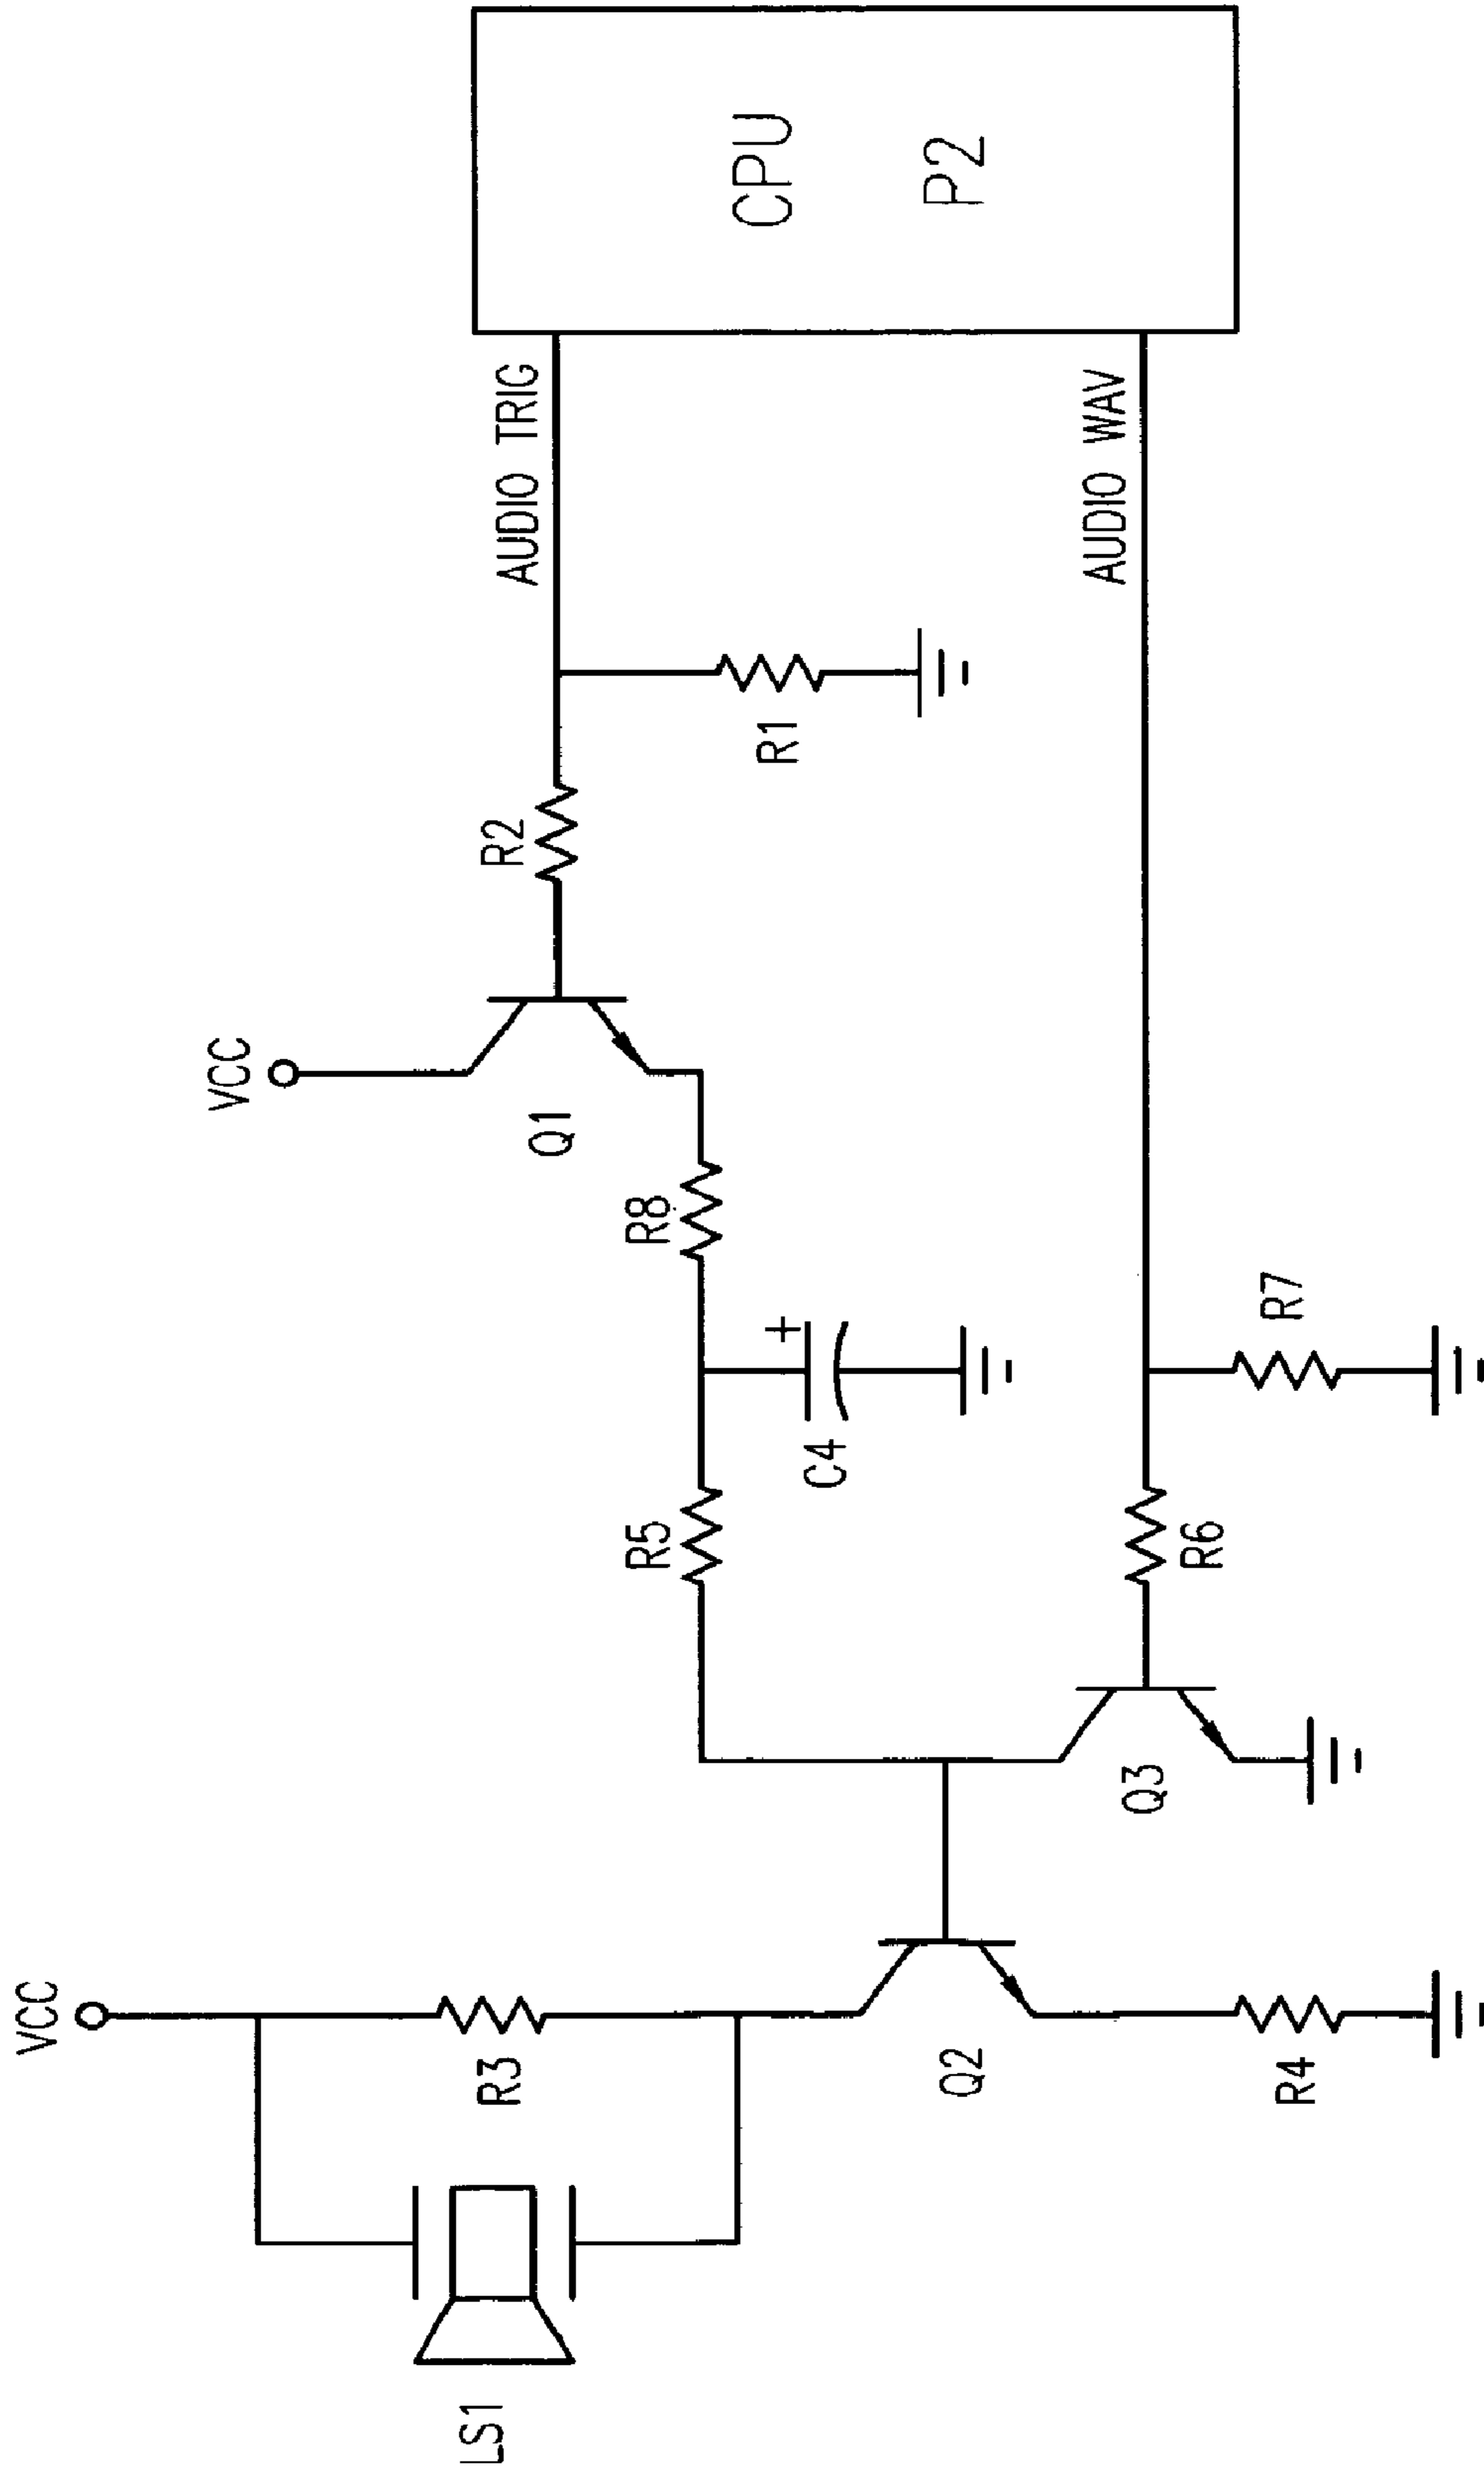 CPU
P2
AUDIO TRIG
AUDIO WAV
R1
R2
VCC
Q1
R8
+
C4
R7
R5
R6
Q3
VCC
R3
Q2
R4
LS1